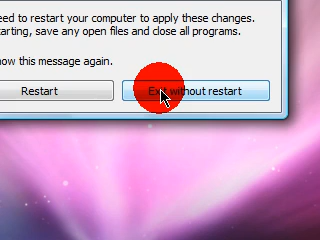 eed to restart your computer to apply these changes.
tarting, save any open files and close all programs.
ow this message again.
Restart
Exit without restart